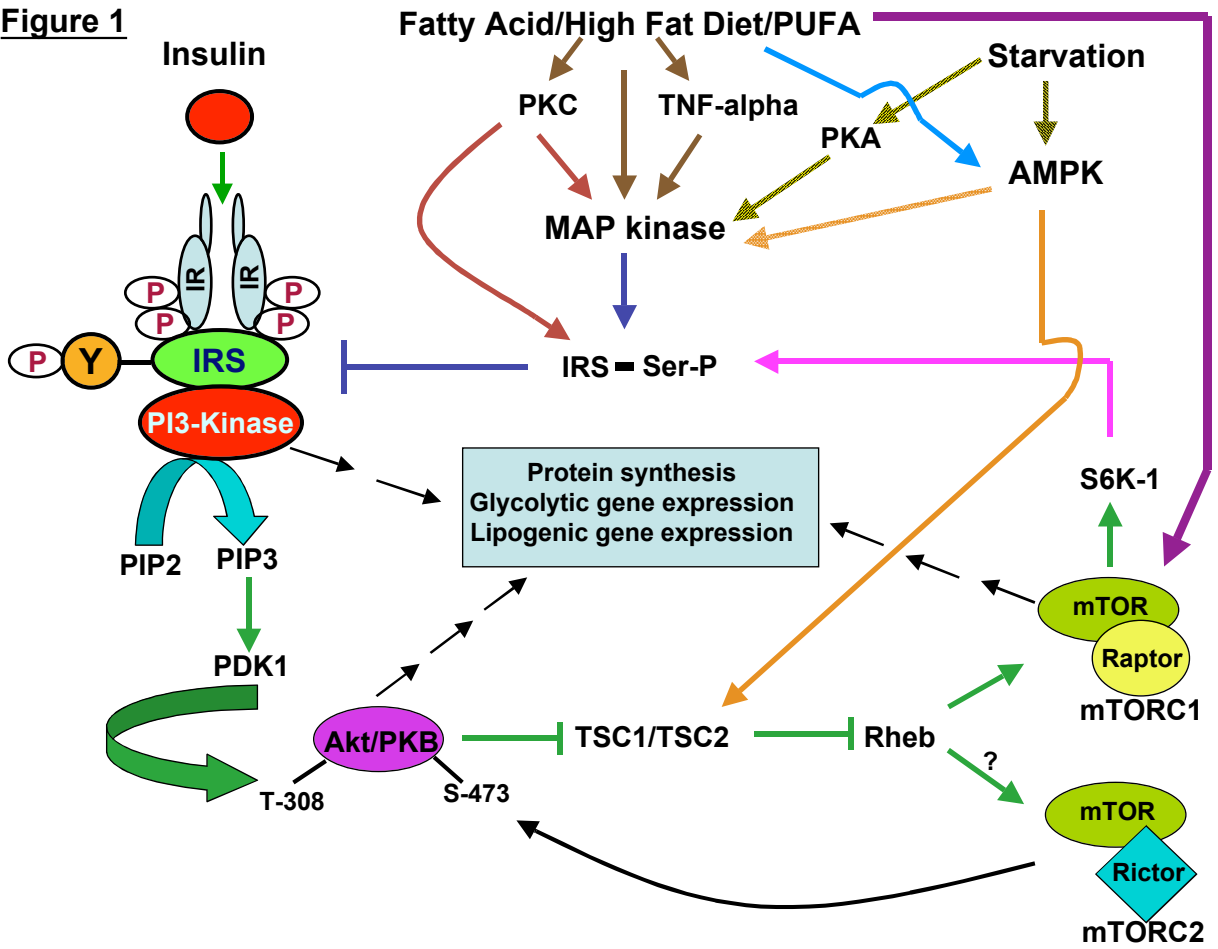 Figure 1
Fatty Acid/High Fat Diet/PUFA
Insulin
Starvation
PKC
TNF-alpha
PKA
AMPK
MAP kinase
IR
IR
P
P
P
P
P
Y
IRS
IRS
Ser-P
PI3-Kinase
Protein synthesis
Glycolytic gene expression
Lipogenic gene expression
S6K-1
PIP2
PIP3
mTOR
Raptor
mTORC1
PDK1
Akt/PKB
TSC1/TSC2
Rheb
?
T-308
S-473
mTOR
Rictor
mTORC2